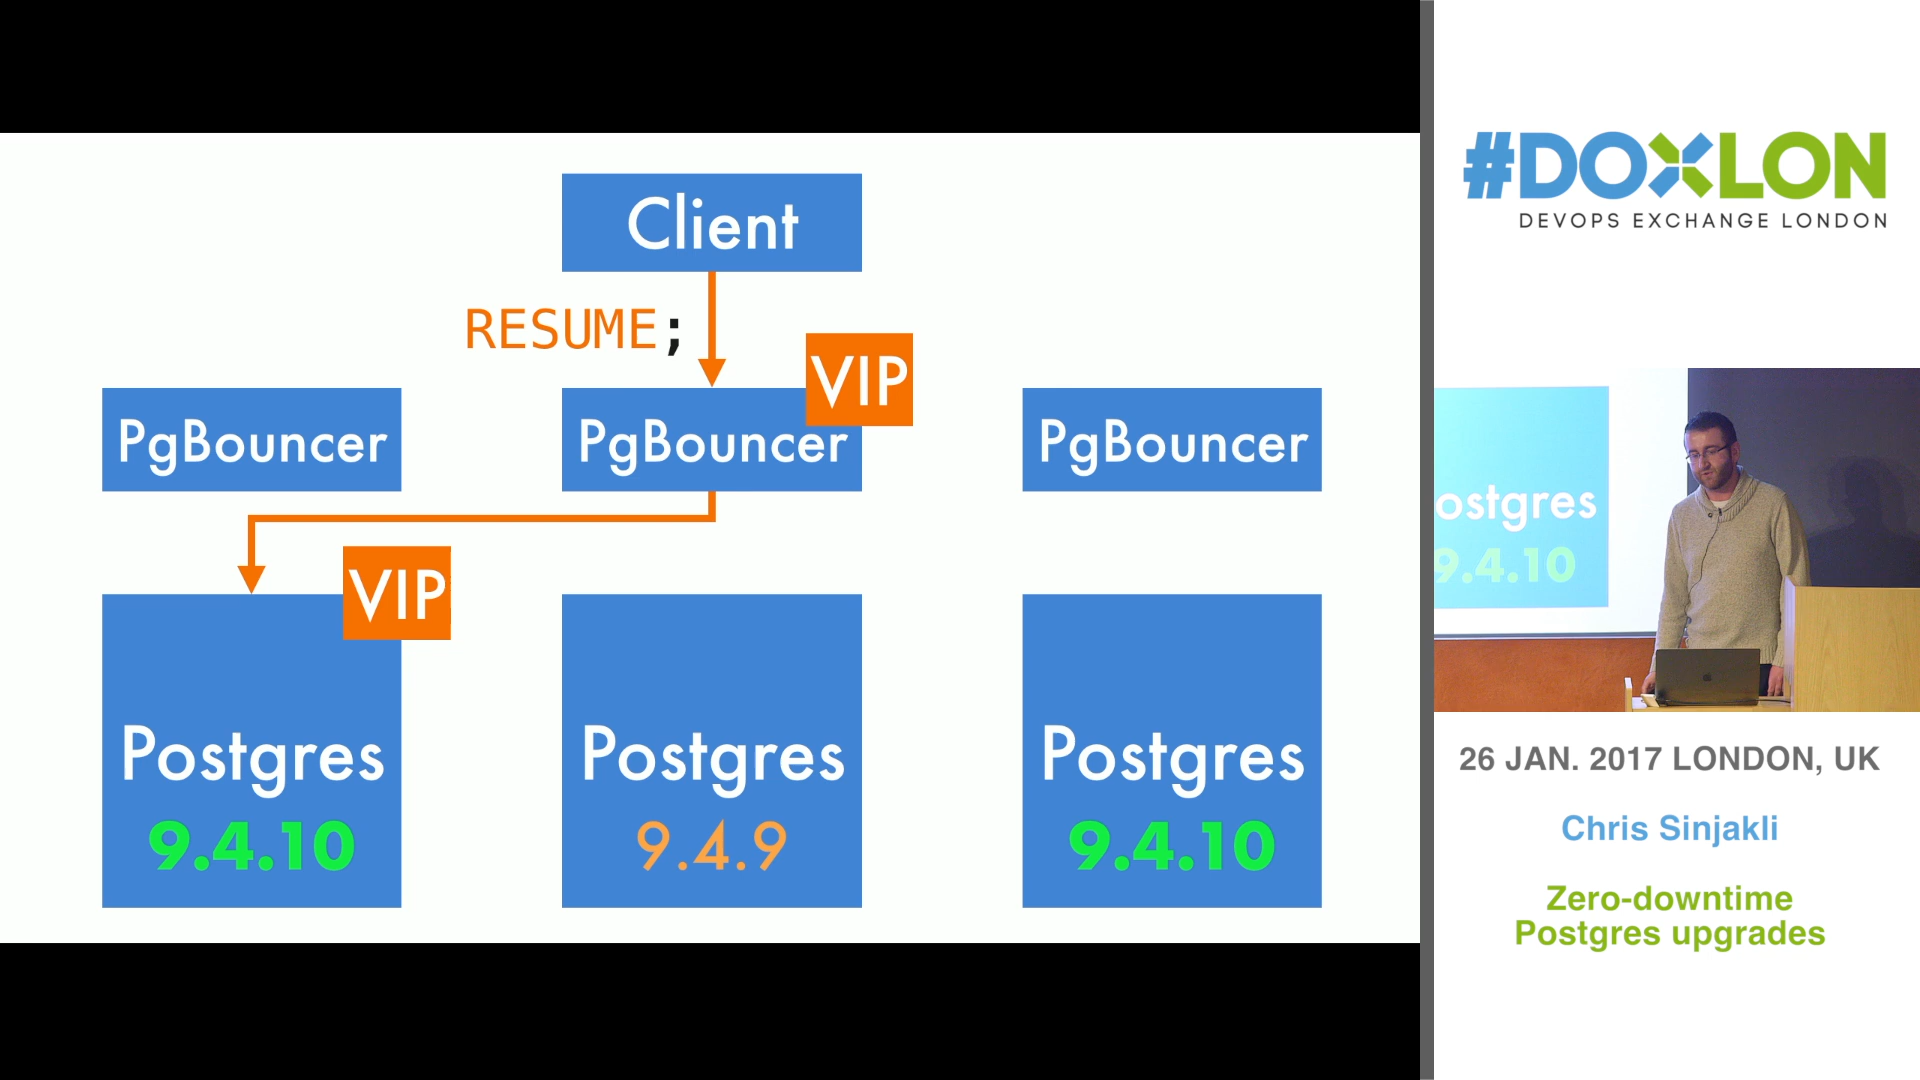 Client
RESUME;
VIP
PgBouncer
PgBouncer
PgBouncer
VIP
Postgres
9.4.10
Postgres
9.4.9
Postgres
9.4.10
#DOXLON
DEVOPS EXCHANGE LONDON
ostgres
9.4.10
26 JAN. 2017 LONDON, UK
Chris Sinjakli
Zero-downtime
Postgres upgrades